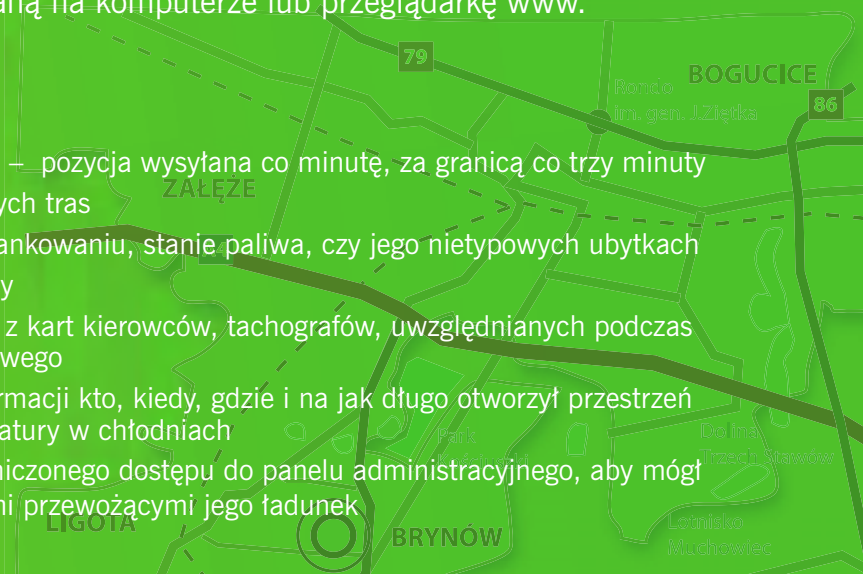 aną na komputerze lub przeglądarkę www.
79
BOGUCICE
Rondo
im. gen. J.Ziętka
86
– pozycja wysyłana co minutę, za granicą co trzy minuty
ZAŁĘŻE
ych tras
ankowaniu, stanie paliwa, czy jego nietypowych ubytkach
y
z kart kierowców, tachografów, uwzględnianych podczas
wego
rmacji kto, kiedy, gdzie i na jak długo otworzył przestrzeń
atury w chłodniach
Park
Kościuszki
Dolina
Trzech Stawów
niczonego dostępu do panelu administracyjnego, aby mógł
ni przewożącymi jego ładunek
LIGOTA
BRYNÓW
Lotnisko
Muchowiec